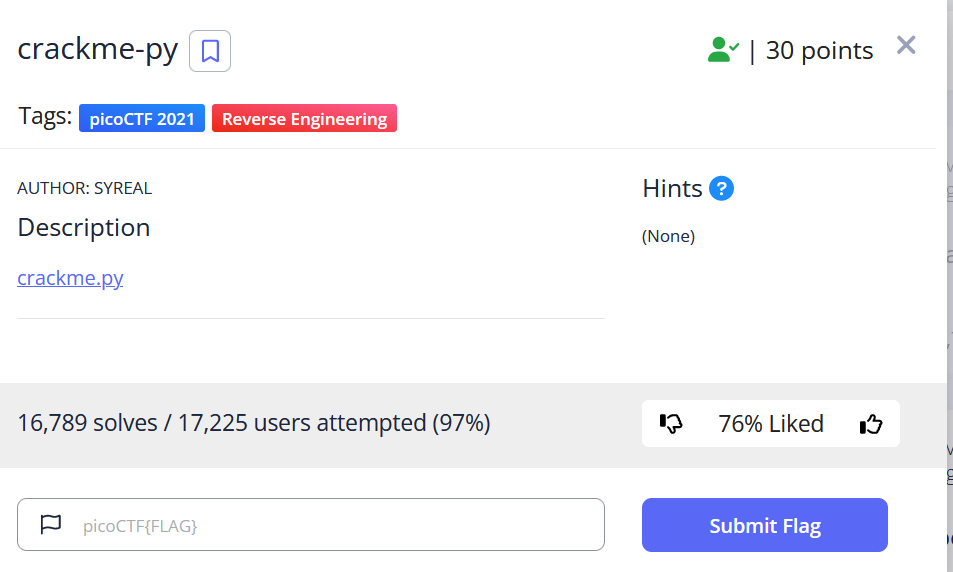 crackme-py
| 30 points
Tags: picoCTF 2021 Reverse Engineering
AUTHOR: SYREAL
Description
crackme.py
Hints ?
(None)
16,789 solves / 17,225 users attempted (97%)
76% Liked
picoCTF{FLAG}
Submit Flag